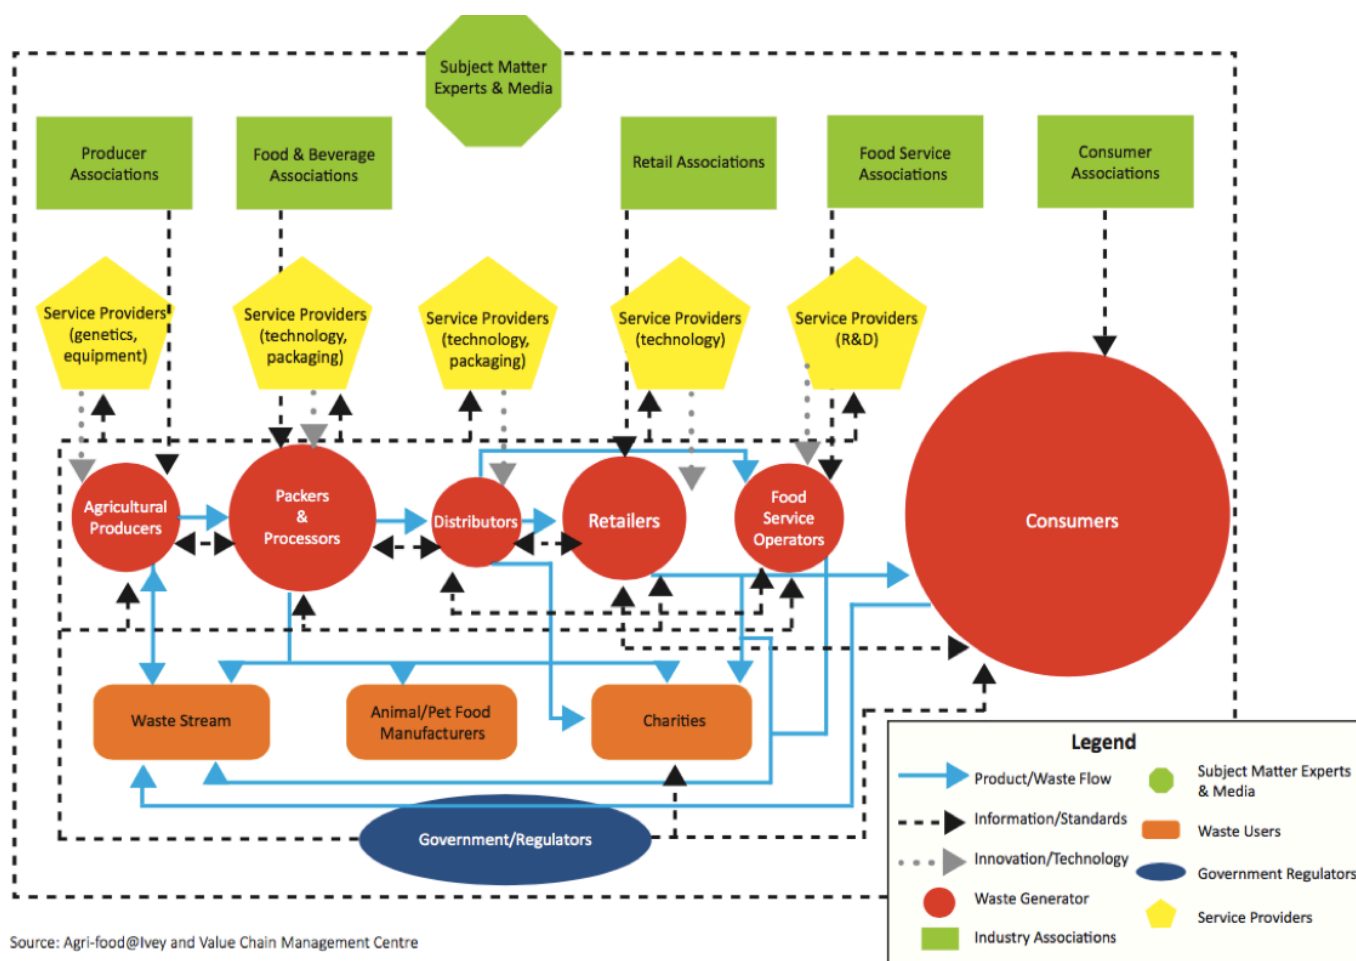 Subject Matter
Experts & Media
Producer
Associations
Food & Beverage
Associations
Retail Associations
Food Service
Associations
Consumer
Associations
Service Providers
(genetics,
equipment)
Service Providers
(technology,
packaging)
Service Providers
(technology,
packaging)
Service Providers
(technology)
Service Providers
(R&D)
Agricultural
Producers
Packers
&
Processors
Distributors
Retailers
Food
Service
Operators
Consumers
Waste Stream
Animal/Pet Food
Manufacturers
Charities
Government/Regulators
Legend
Product/Waste Flow
Information/Standards
Innovation/Technology
Waste Generator
Industry Associations
Subject Matter Experts
& Media
Waste Users
Government Regulators
Service Providers
Source: Agri-food@Ivey and Value Chain Management Centre